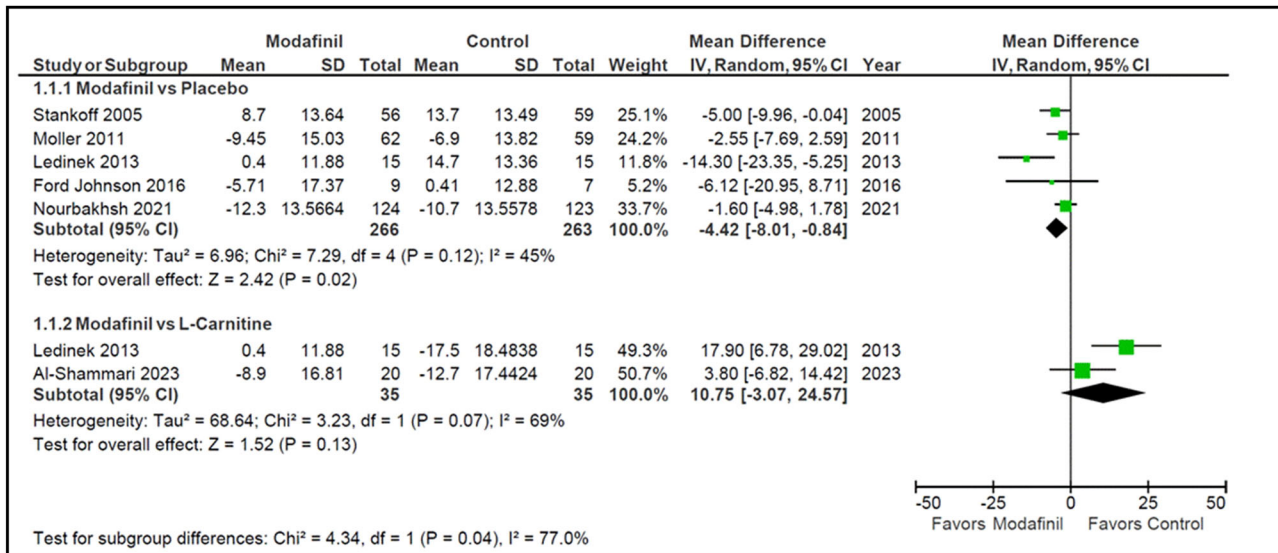 Modafinil Control Mean Difference Mean Difference
Study or Subgroup Mean SD Total Mean SD Total Weight IV, Random, 95% CI Year IV, Random, 95% CI
1.1.1 Modafinil vs Placebo
Stankoff 2005 8.7 13.64 56 13.7 13.49 59 25.1% -5.00 [-9.96, -0.04] 2005
Moller 2011 -9.45 15.03 62 -6.9 13.82 59 24.2% -2.55 [-7.69, 2.59] 2011
Ledinek 2013 0.4 11.88 15 14.7 13.36 15 11.8% -14.30 [-23.35, -5.25] 2013
Ford Johnson 2016 -5.71 17.37 9 0.41 12.88 7 5.2% -6.12 [-20.95, 8.71] 2016
Nourbakhsh 2021 -12.3 13.5664 124 -10.7 13.5578 123 33.7% -1.60 [-4.98, 1.78] 2021
Subtotal (95% CI) 266 263 100.0% -4.42 [-8.01, -0.84]
Heterogeneity: Tau² = 6.96; Chi² = 7.29, df = 4 (P = 0.12); I² = 45%
Test for overall effect: Z = 2.42 (P = 0.02)
1.1.2 Modafinil vs L-Carnitine
Ledinek 2013 0.4 11.88 15 -17.5 18.4838 15 49.3% 17.90 [6.78, 29.02] 2013
Al-Shammari 2023 -8.9 16.81 20 -12.7 17.4424 20 50.7% 3.80 [-6.82, 14.42] 2023
Subtotal (95% CI) 35 35 100.0% 10.75 [-3.07, 24.57]
Heterogeneity: Tau² = 68.64; Chi² = 3.23, df = 1 (P = 0.07); I² = 69%
Test for overall effect: Z = 1.52 (P = 0.13)
-50 -25 0 25 50
Favors Modafinil Favors Control
Test for subgroup differences: Chi² = 4.34, df = 1 (P = 0.04), I² = 77.0%